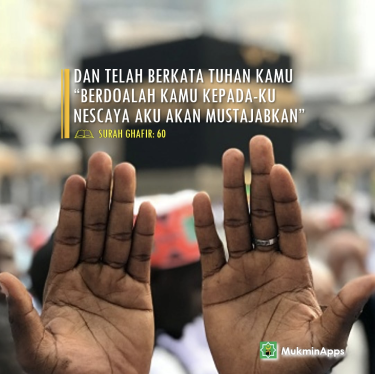 DAN TELAH BERKATA TUHAN KAMU
“BERDOALAH KAMU KEPADA-KU
NESCAYA AKU AKAN MUSTAJABKAN”
SURAH GHAFIR: 60
MukminApps